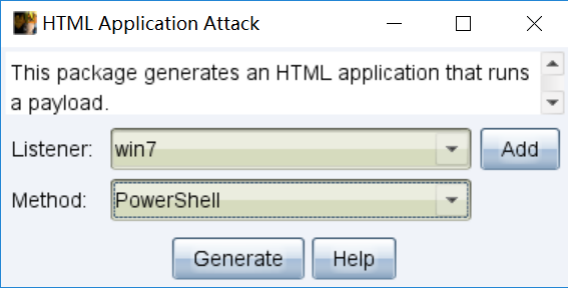 HTML Application Attack
This package generates an HTML application that runs
a payload.
Listener: win7 Add
Method: PowerShell
Generate Help